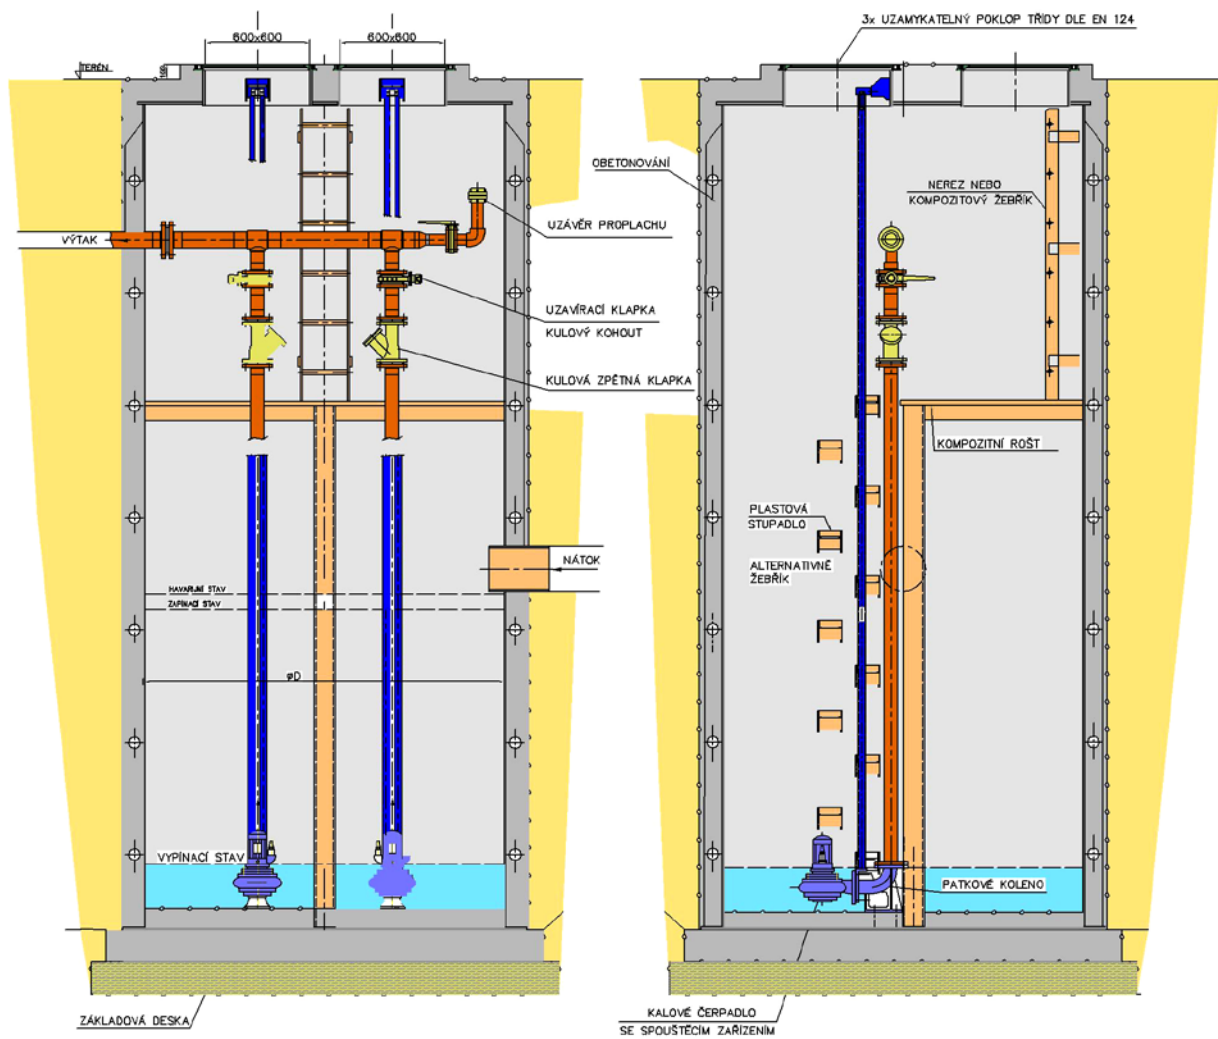 600x600
600x600
3x UZAMYKATELNÝ POKLOP TŘÍDY DLE EN 124
TERÉN
100
OBETONOVÁNÍ
NEREZ NEBO
KOMPOZITOVÝ ŽEBŘÍK
UZÁVĚR PROPLACHU
VÝTAK
UZAVÍRACÍ KLAPKA
KULOVÝ KOHOUT
KULOVÁ ZPĚTNÁ KLAPKA
KOMPOZITNÍ ROŠT
PLASTOVÁ
STUPADLO
NÁTOK
ALTERNATIVNĚ
ŽEBŘÍK
HAVARIJNÍ STAV
ZAPÍNACÍ STAV
øD
VYPÍNACÍ STAV
PATKOVÉ KOLENO
ZÁKLADOVÁ DESKA
KALOVÉ ČERPADLO
SE SPOUŠTĚCÍM ZAŘÍZENÍM